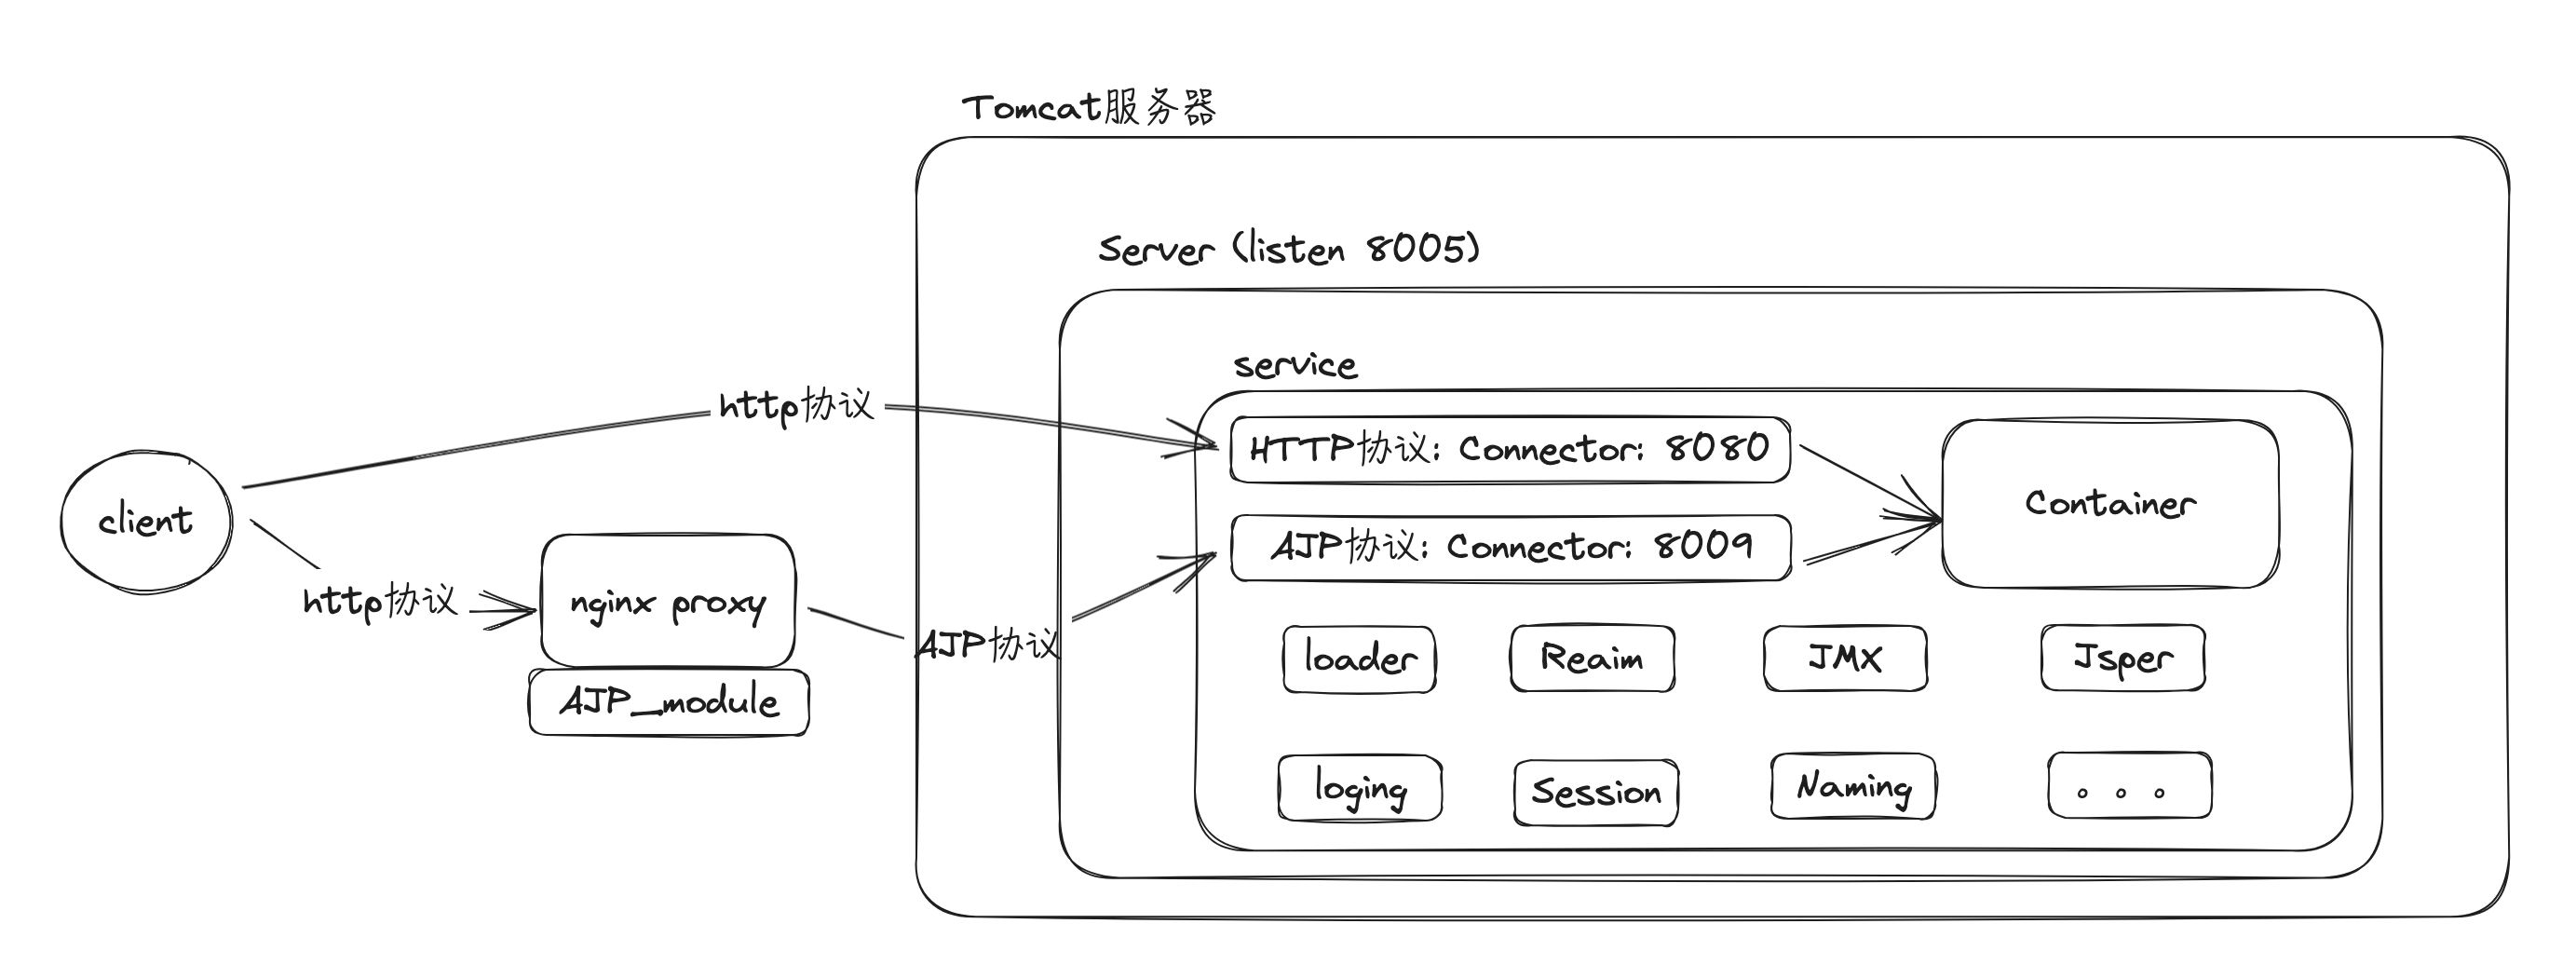 Tomcat服务器
Server (listen 8005)
service
http协议
HTTP协议: Connector: 8080
Container
client
AJP协议: Connector: 8009
http协议
nginx proxy
AJP协议
loader
Reaim
JMX
Jsper
AJP_module
loging
Session
Naming
。。。